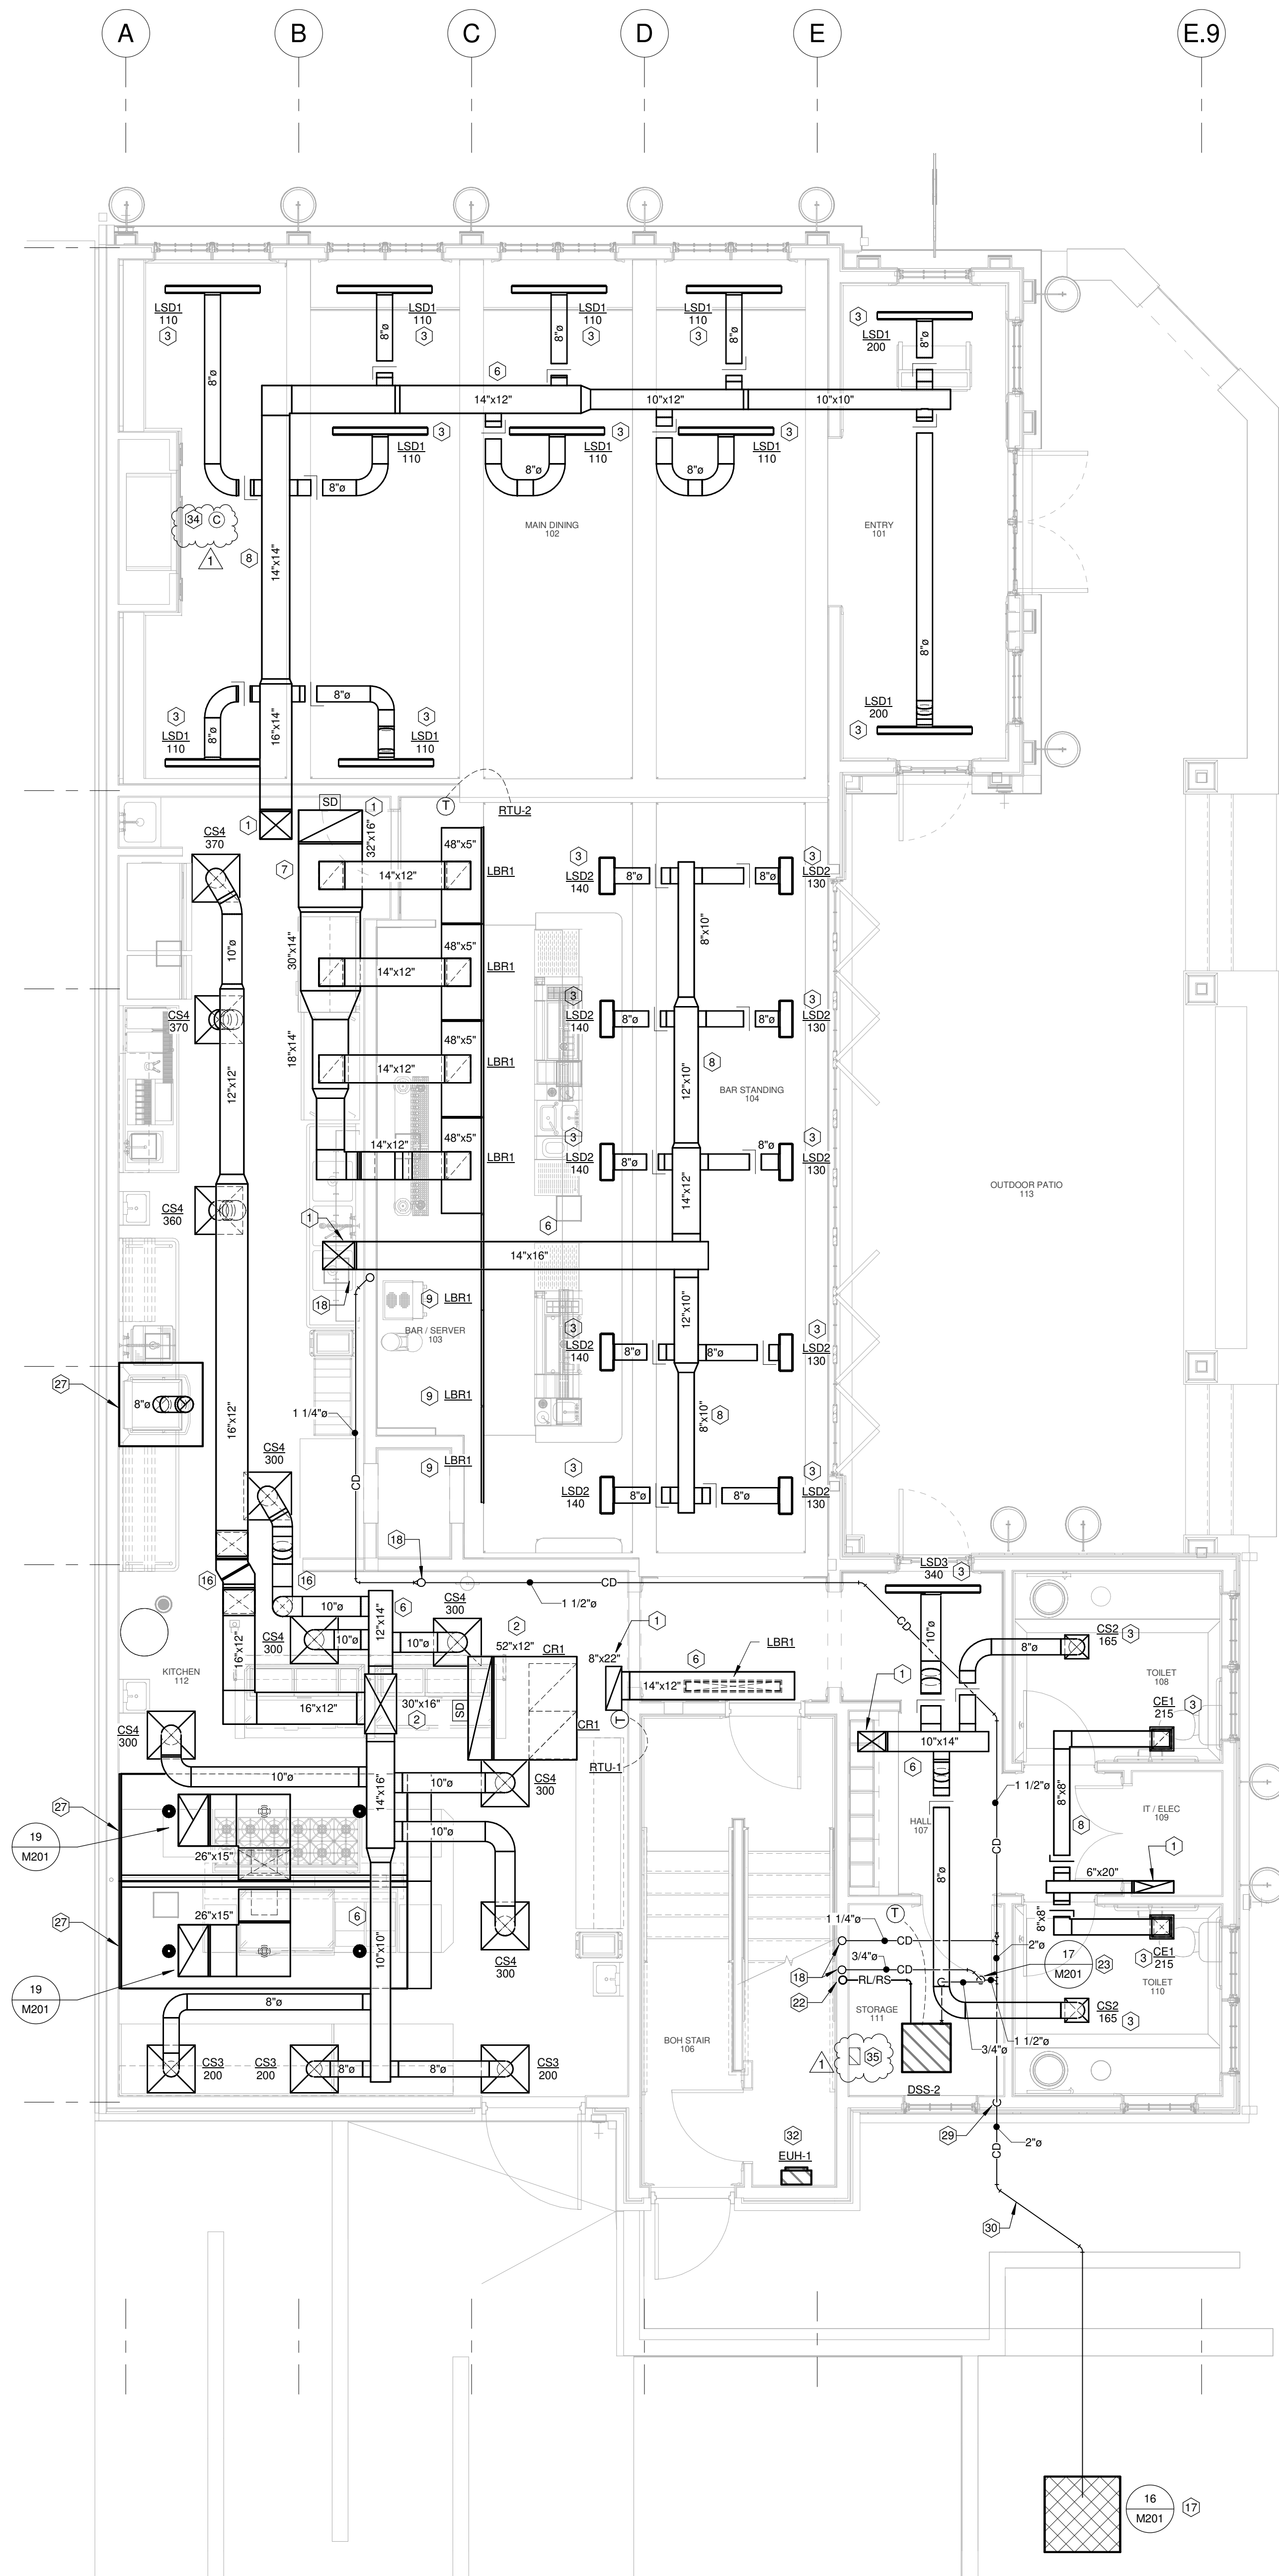 A
B
C
D
E
E.9
LSD1
110
3
8"ø
LSD1
110
3
8"ø
LSD1
110
3
8"ø
LSD1
110
3
8"ø
3
LSD1
200
8"ø
6
14"x12"
10"x12"
10"x10"
3
LSD1
110
8"ø
3
LSD1
110
8"ø
3
LSD1
110
8"ø
34
C
1
8
14"x14"
MAIN DINING
102
ENTRY
101
8"ø
LSD1
200
3
3
LSD1
110
8"ø
16"x14"
8"ø
3
LSD1
110
SD
1
1
32"x16"
T
RTU-2
CS4
370
7
14"x12"
48"x5"
LBR1
3
LSD2
140
8"ø
8"ø
3
LSD2
130
10"ø
30"x14"
14"x12"
48"x5"
LBR1
8"x10"
CS4
370
3
LSD2
140
8"ø
8"ø
3
LSD2
130
12"x12"
18"x14"
14"x12"
48"x5"
LBR1
12"x10"
8
BAR STANDING
104
14"x12"
48"x5"
LBR1
3
LSD2
140
8"ø
8"ø
3
LSD2
130
14"x12"
CS4
360
1
6
14"x16"
OUTDOOR PATIO
113
18
9
LBR1
BAR / SERVER
103
12"x10"
3
LSD2
140
8"ø
8"ø
3
LSD2
130
27
8"ø
16"x12"
1 1/4"ø
CD
9
LBR1
8"x10"
8
CS4
300
9
LBR1
3
LSD2
140
8"ø
8"ø
3
LSD2
130
18
CD
1 1/2"ø
16
16
10"ø
6
12"x14"
CS4
300
10"ø
10"ø
CS4
300
2
52"x12"
CR1
1
8"x22"
LBR1
6
14"x12"
CD
LSD3
340
3
10"ø
8"ø
CS2
165
3
TOILET
108
KITCHEN
112
16"x12"
16"x12"
30"x16"
2
SD
CR1
T
RTU-1
1
10"x14"
6
CE1
215
3
CS4
300
10"ø
14"x16"
10"ø
CS4
300
1 1/2"ø
8"x8"
8
IT / ELEC
109
27
19
M201
26"x15"
10"ø
HALL
107
8"ø
CD
6"x20"
1
27
26"x15"
6
10"x10"
CS4
300
T
1 1/4"ø
CD
8"x8"
3
CE1
215
TOILET
110
19
M201
18
3/4"ø
CD
2"ø
17
M201
23
22
RL/RS
C
8"ø
STORAGE
111
CS2
165
3
1 1/2"ø
3/4"ø
BOH STAIR
106
1
35
DSS-2
CS3
200
CS3
200
8"ø
8"ø
CS3
200
29
2"ø
CD
32
EUH-1
30
16
M201
17